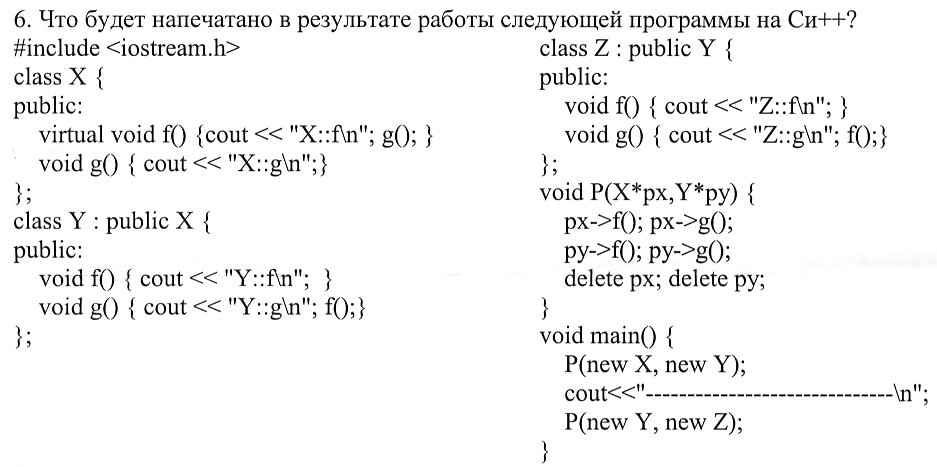 6. Что будет напечатано в результате работы следующей программы на Си++?
#include <iostream.h>
class X {
public:
virtual void f() {cout << "X::f\n"; g(); }
void g() { cout << "X::g\n";}
};
class Y : public X {
public:
void f() { cout << "Y::f\n"; }
void g() { cout << "Y::g\n"; f();}
};
class Z : public Y {
public:
void f() { cout << "Z::f\n"; }
void g() { cout << "Z::g\n"; f();}
};
void P(X*px,Y*py) {
px->f(); px->g();
py->f(); py->g();
delete px; delete py;
}
void main() {
P(new X, new Y);
cout<<"------------------------------\n";
P(new Y, new Z);
}